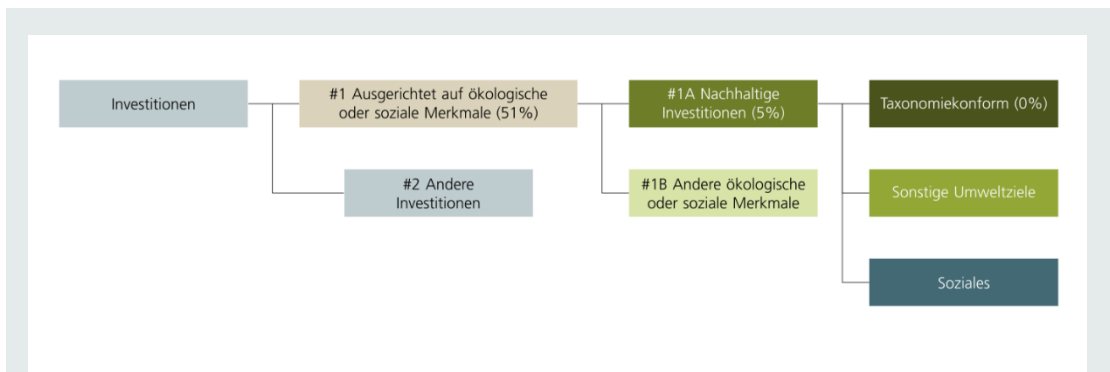 Investitionen
#1 Ausgerichtet auf ökologische
oder soziale Merkmale (51%)
#1A Nachhaltige
Investitionen (5%)
Taxonomiekonform (0%)
#2 Andere
Investitionen
#1B Andere ökologische
oder soziale Merkmale
Sonstige Umweltziele
Soziales